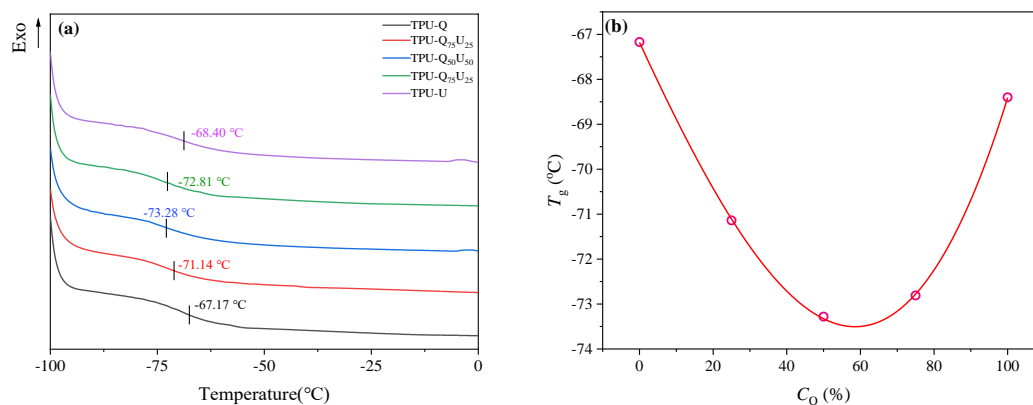 (a)
Exo
TPU-Q
TPU-Q75U25
TPU-Q50U50
TPU-Q75U25
TPU-U
-68.40 ℃
-72.81 ℃
-73.28 ℃
-71.14 ℃
-67.17 ℃
-100
-75
-50
-25
0
Temperature(℃)
(b)
-67
-68
-69
-70
-71
-72
-73
-74
Tg (℃)
0
20
40
60
80
100
CO (%)